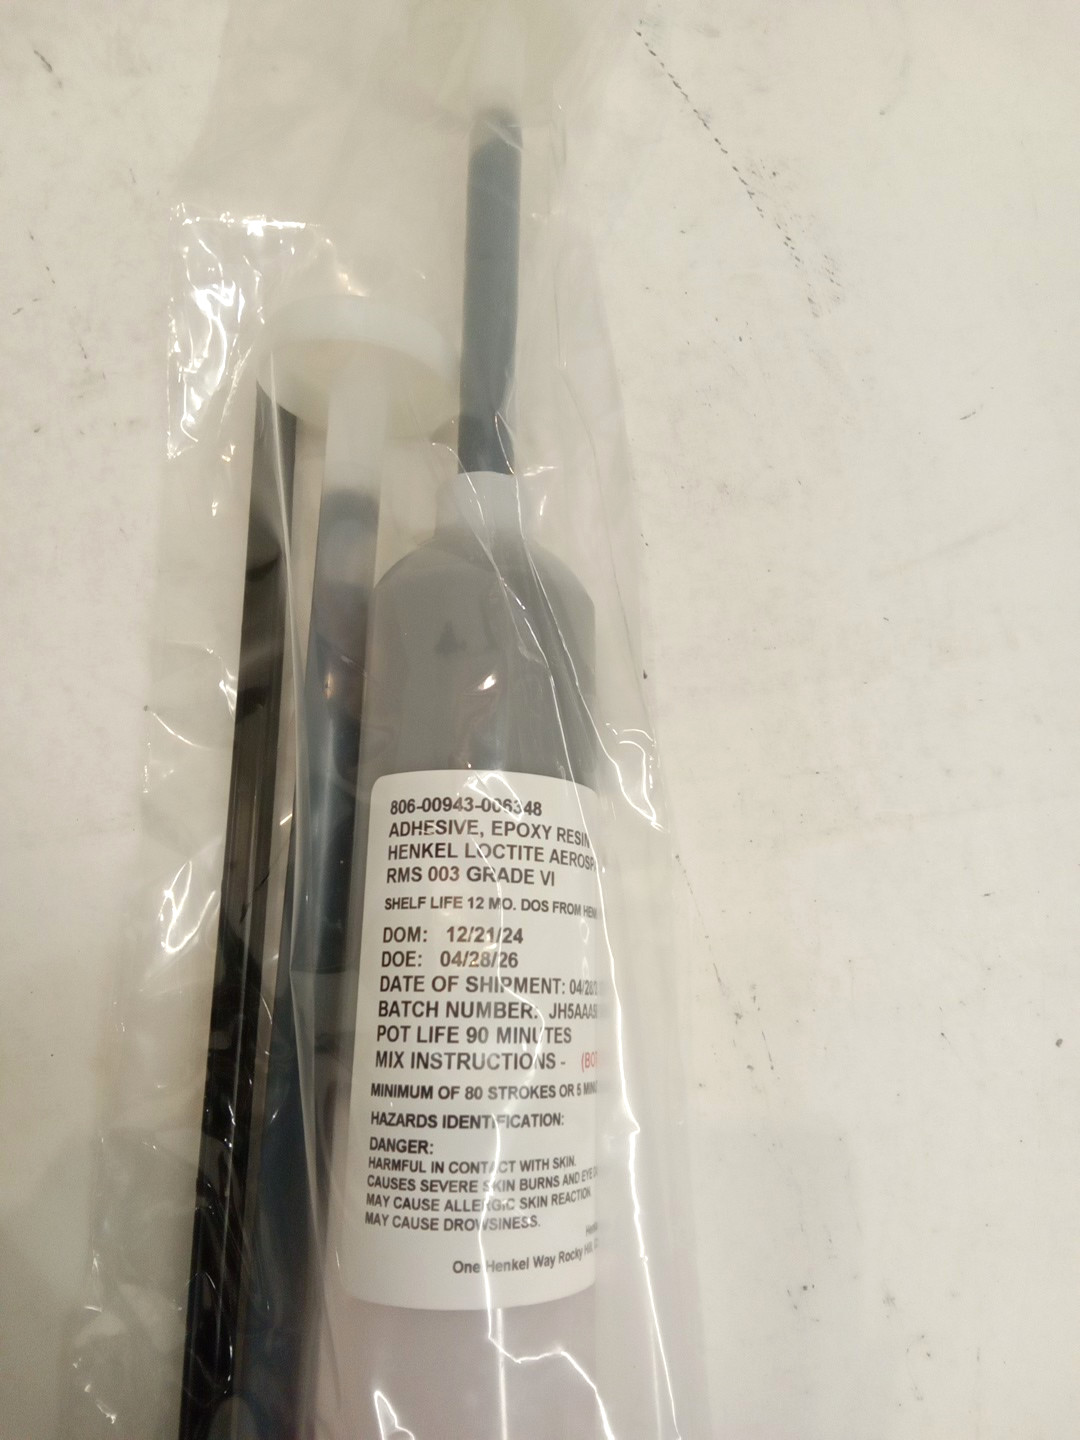 806-00943-006348
ADHESIVE, EPOXY RESIN
HENKEL LOCTITE
RMS 003 GRADE VI
SHELF LIFE 12 MO. DOS FROM
DOM: 12/21/24
DOE: 04/28/26
DATE OF SHIPMENT:
BATCH NUMBER:
POT LIFE 90 MINUTES
MIX INSTRUCTIONS -
MINIMUM OF 80 STROKES OR 5
HAZARDS IDENTIFICATION:
DANGER:
HARMFUL IN CONTACT WITH SKIN.
CAUSES SEVERE SKIN BURNS AND EYE
MAY CAUSE ALLERGIC SKIN REACTION
MAY CAUSE DROWSINESS.
One Henkel Way Rocky